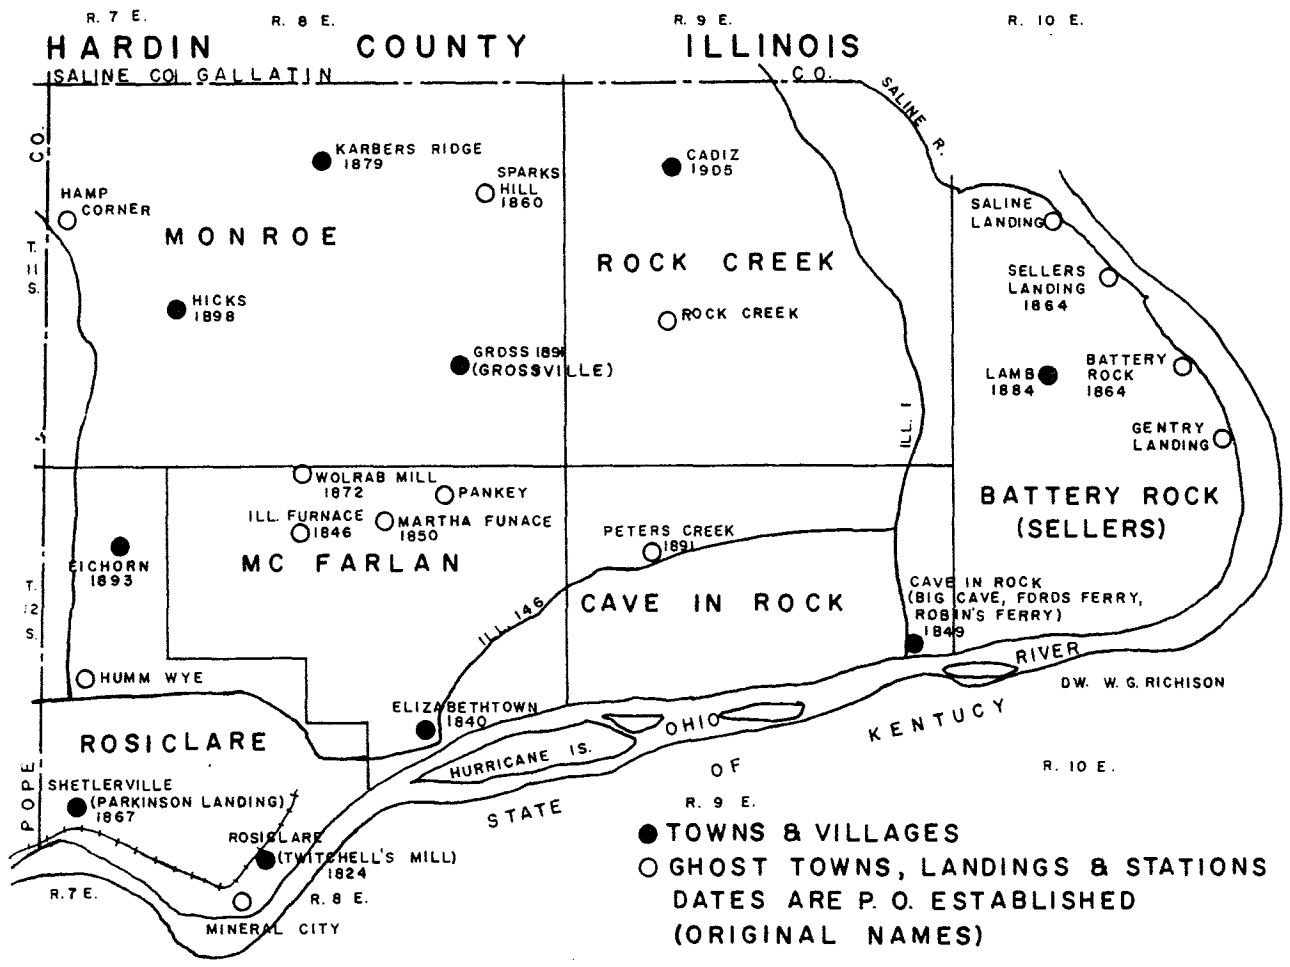 R. 7 E. R. 8 E. R. 9 E. R. 10 E.
HARDIN COUNTY ILLINOIS
SALINE CO. GALLATIN CO.
SALINE R.
CO.
KARBERS RIDGE
1879
SPARKS
HILL
1860
CADIZ
1905
HAMP
CORNER
SALINE
LANDING
MONROE
T.
11
S.
ROCK CREEK
SELLERS
LANDING
1864
HICKS
1898
ROCK CREEK
GROSS 1891
(GROSSVILLE)
LAMB
1884
BATTERY
ROCK
1864
ILL. 1
GENTRY
LANDING
WOLRAB MILL
1872
PANKEY
BATTERY ROCK
(SELLERS)
ILL. FURNACE
1846
MARTHA FUNACE
1850
PETERS CREEK
1891
EICHORN
1893
MC FARLAN
T.
12
S.
CAVE IN ROCK
ILL. 146
CAVE IN ROCK
(BIG CAVE, FORDS FERRY,
ROBIN'S FERRY)
1849
HUMM WYE
RIVER
DW. W. G. RICHISON
ELIZABETHTOWN
1840
OHIO
KENTUCY
ROSICLARE
HURRICANE IS.
OF
R. 10 E.
POPE
SHETLERVILLE
(PARKINSON LANDING)
1867
STATE
R. 9 E.
ROSICLARE
(TWITCHELL'S MILL)
1824
R. 7 E.
R. 8 E.
MINERAL CITY
TOWNS & VILLAGES
GHOST TOWNS, LANDINGS & STATIONS
DATES ARE P. O. ESTABLISHED
(ORIGINAL NAMES)